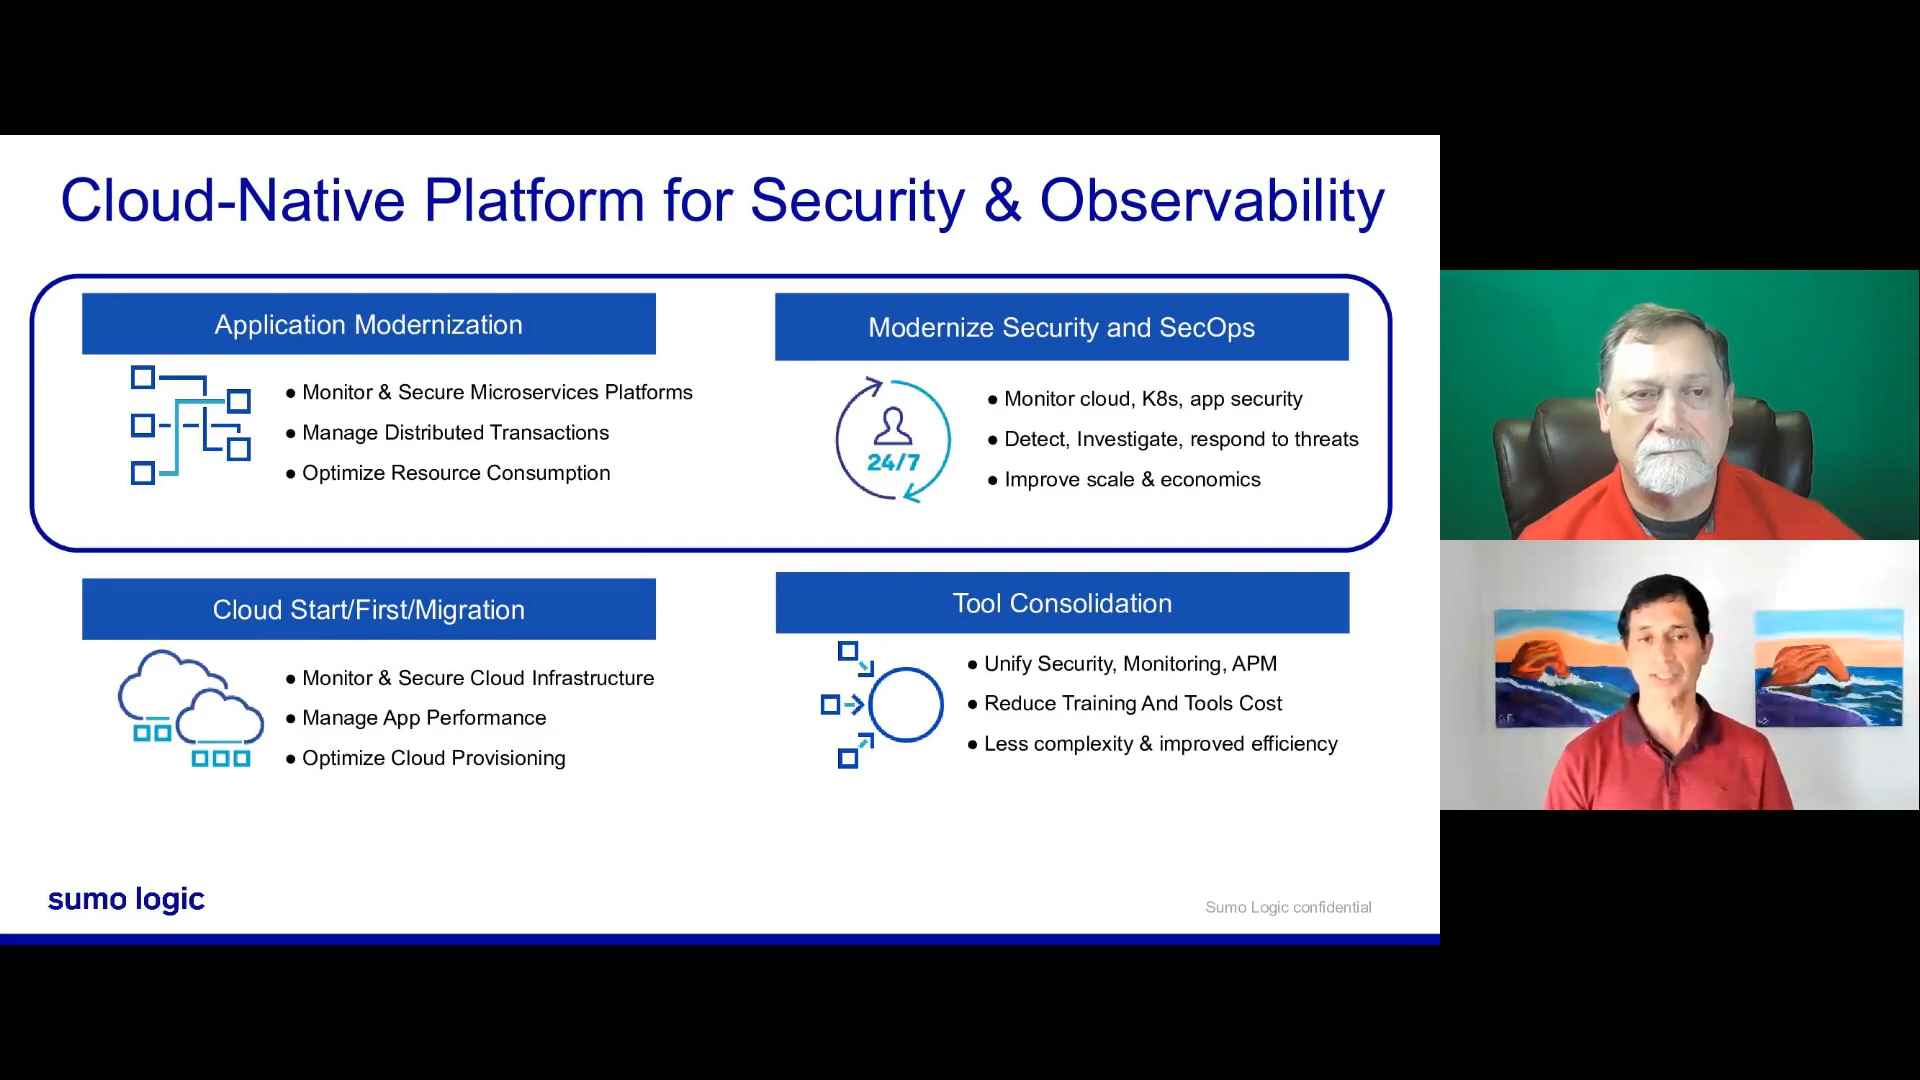 Cloud-Native Platform for Security & Observability
Application Modernization
● Monitor & Secure Microservices Platforms
● Manage Distributed Transactions
● Optimize Resource Consumption
Modernize Security and SecOps
24/7
● Monitor cloud, K8s, app security
● Detect, Investigate, respond to threats
● Improve scale & economics
Cloud Start/First/Migration
● Monitor & Secure Cloud Infrastructure
● Manage App Performance
● Optimize Cloud Provisioning
Tool Consolidation
● Unify Security, Monitoring, APM
● Reduce Training And Tools Cost
● Less complexity & improved efficiency
sumo logic
Sumo Logic confidential